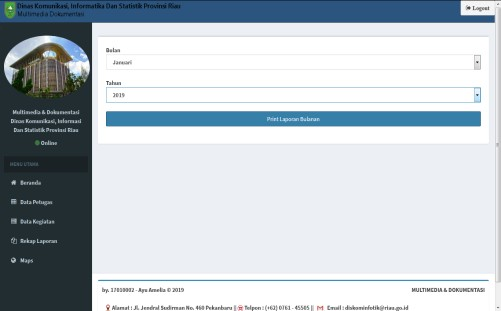 Dinas Komunikasi, Informatika Dan Statistik Provinsi Riau
Multimedia Dokumentasi
Logout
Multimedia & Dokumentasi
Dinas Komunikasi, Informasi
Dan Statistik Provinsi Riau
Online
MENU UTAMA
Beranda
Data Petugas
Data Kegiatan
Rekap Laporan
Maps
Bulan
Januari
Tahun
2019
Print Laporan Bulanan
by. 17010002 - Ayu Amelia © 2019
MULTIMEDIA & DOKUMENTASI
Alamat : Jl. Jendral Sudirman No. 460 Pekanbaru || Telpon : (+62) 0761 - 45505 || Email : diskominfotik@riau.go.id